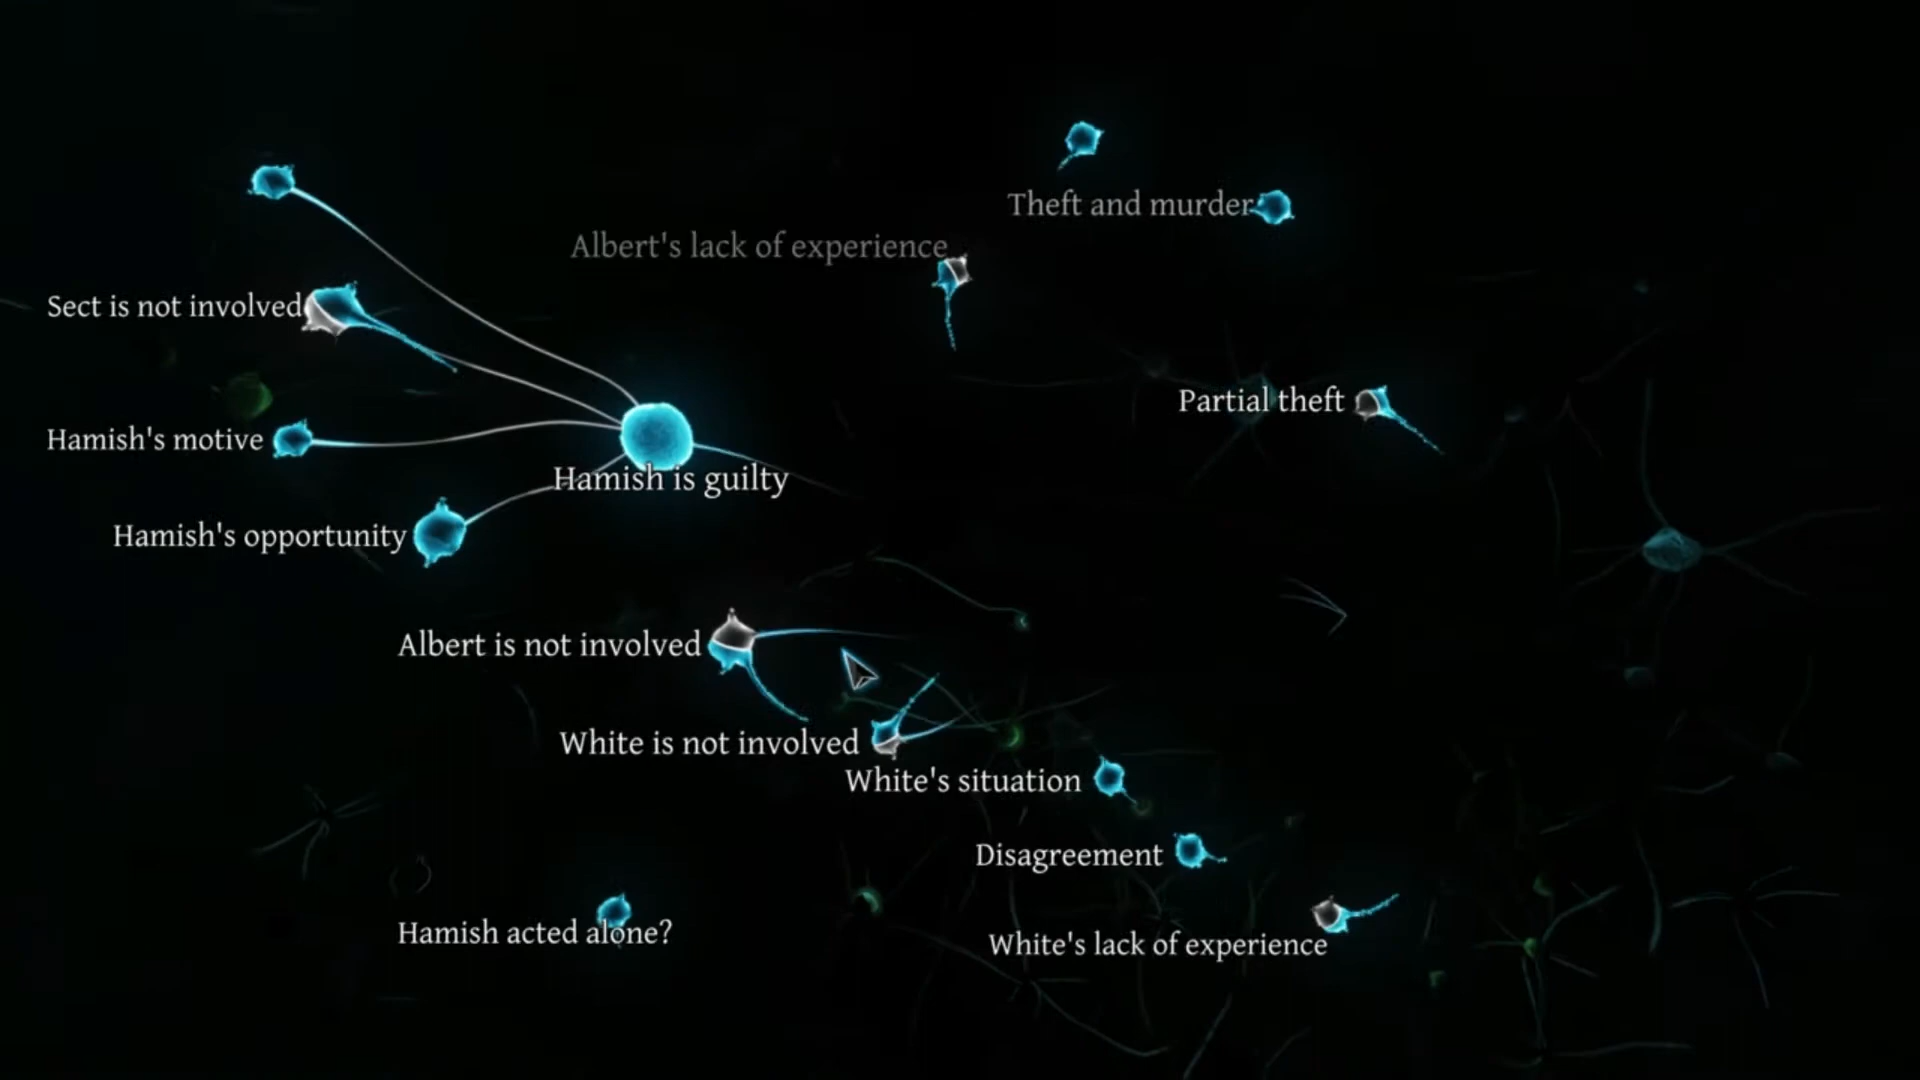 Theft and murder
Albert's lack of experience
Sect is not involved
Partial theft
Hamish's motive
Hamish is guilty
Hamish's opportunity
Albert is not involved
White is not involved
White's situation
Disagreement
Hamish acted alone?
White's lack of experience